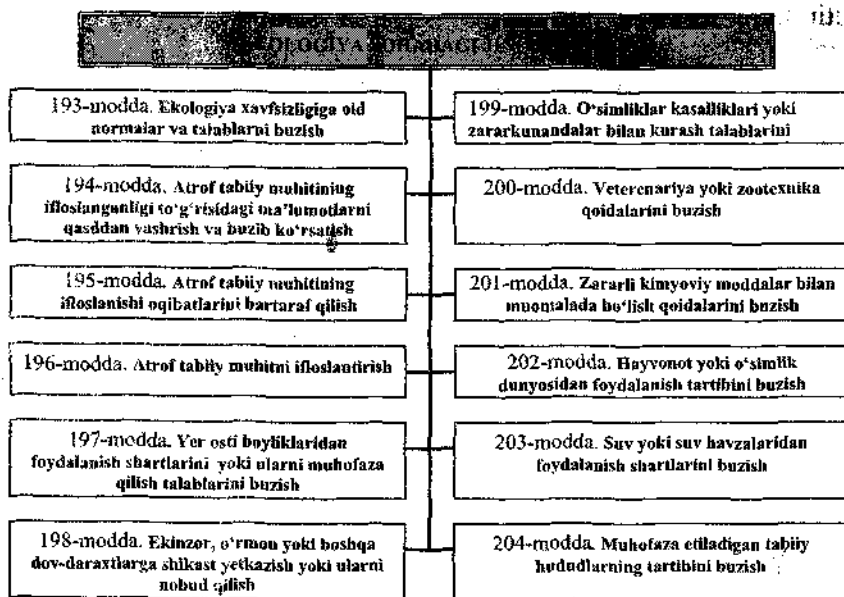 EKOLOGIYA SOHADAGI
193-modda. Ekologiya xavfsizligiga oid
normalar va talablarni buzish
194-modda. Atrof tabiiy muhitining
ifloslanganligi to‘g‘risidagi ma’lumotlarni
qasddan yashrish va buzib ko‘rsatish
195-modda. Atrof tabiiy muhitining
ifloslanishi oqibatlarini bartaraf qilish
196-modda. Atrof tabiiy muhitni ifloslantirish
197-modda. Yer osti boyliklaridan
foydalanish shartlarini yoki ularni muhofaza
qilish talablarini buzish
198-modda. Ekinzor, o‘rmon yoki boshqa
dov-daraxtlarga shikast yetkazish yoki ularni
nobud qilish
199-modda. O‘simliklar kasalliklari yoki
zararkunandalar bilan kurash talablarini
200-modda. Veterenariya yoki zootexnika
qoidalarini buzish
201-modda. Zararli kimyoviy moddalar bilan
muomalada bo‘lish qoidalarini buzish
202-modda. Hayvonot yoki o‘simlik
dunyosidan foydalanish tartibini buzish
203-modda. Suv yoki suv havzalaridan
foydalanish shartlarini buzish
204-modda. Muhofaza etiladigan tabiiy
hududlarning tartibini buzish